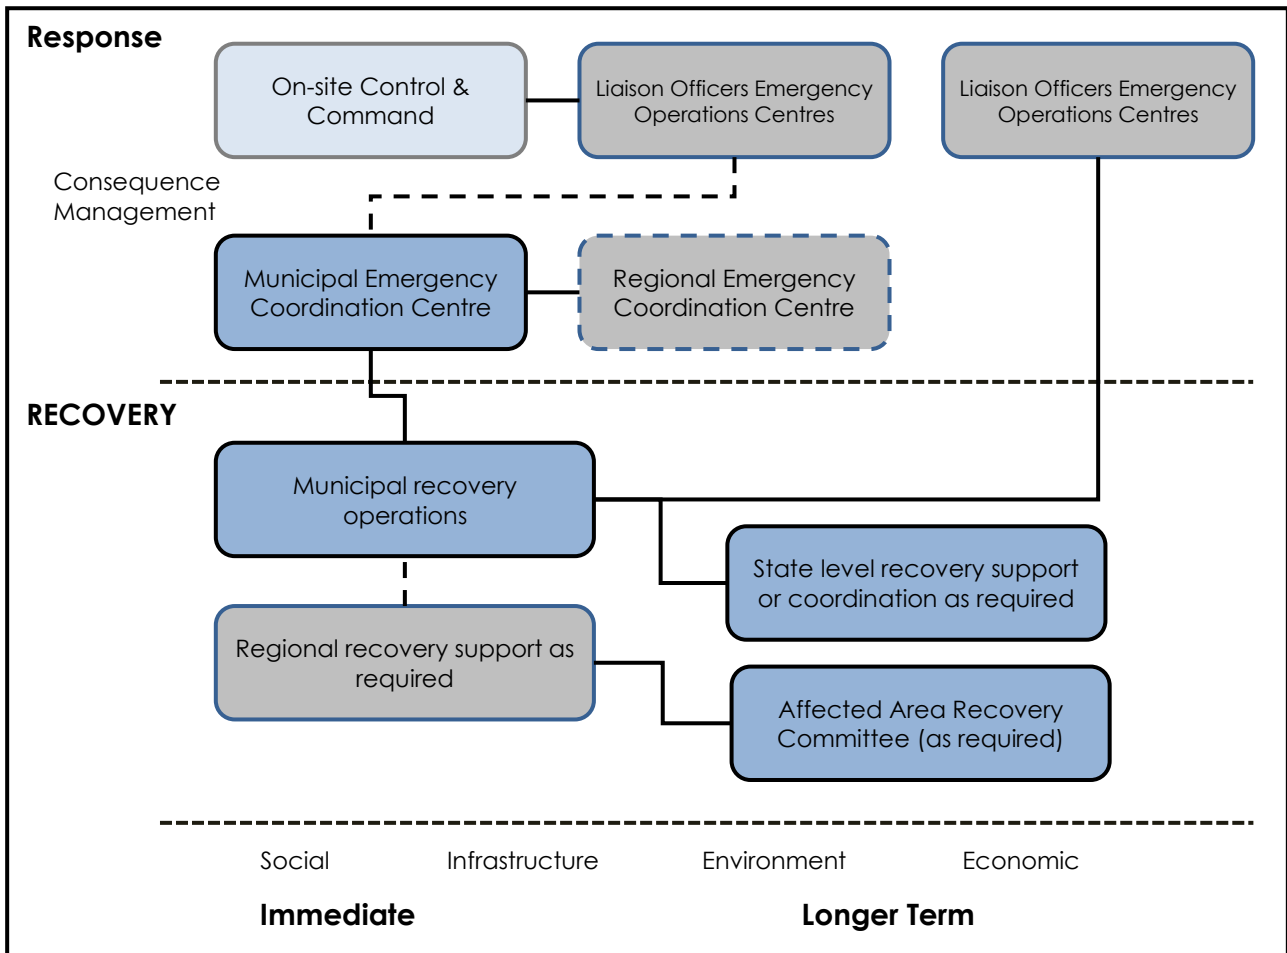 Response
On-site Control &
Command
Liaison Officers Emergency
Operations Centres
Liaison Officers Emergency
Operations Centres
Consequence
Management
Municipal Emergency
Coordination Centre
Regional Emergency
Coordination Centre
RECOVERY
Municipal recovery
operations
State level recovery support
or coordination as required
Regional recovery support as
required
Affected Area Recovery
Committee (as required)
Social
Infrastructure
Environment
Economic
Immediate
Longer Term